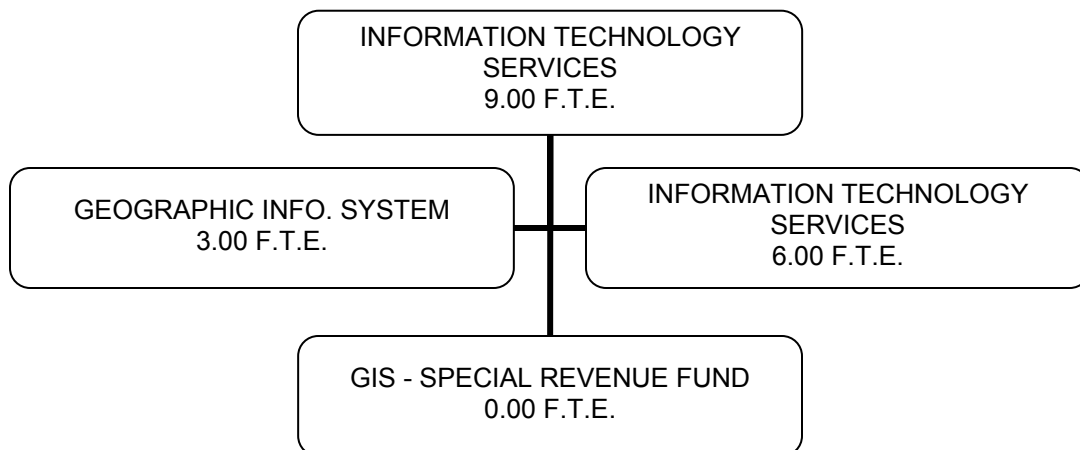 INFORMATION TECHNOLOGY
SERVICES
9.00 F.T.E.
GEOGRAPHIC INFO. SYSTEM
3.00 F.T.E.
INFORMATION TECHNOLOGY
SERVICES
6.00 F.T.E.
GIS - SPECIAL REVENUE FUND
0.00 F.T.E.